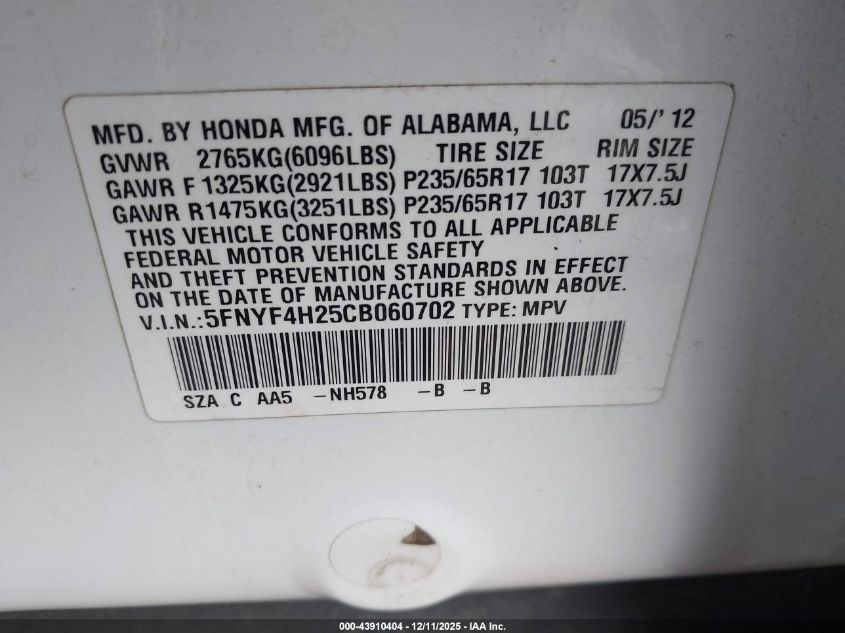 MFD. BY HONDA MFG. OF ALABAMA, LLC 05/'12
GVWR 2765KG(6096LBS) TIRE SIZE RIM SIZE
GAWR F 1325KG(2921LBS) P235/65R17 103T 17X7.5J
GAWR R1475KG(3251LBS) P235/65R17 103T 17X7.5J
THIS VEHICLE CONFORMS TO ALL APPLICABLE
FEDERAL MOTOR VEHICLE SAFETY
AND THEFT PREVENTION STANDARDS IN EFFECT
ON THE DATE OF MANUFACTURE SHOWN ABOVE.
V.I.N.:5FNYF4H25CB060702 TYPE: MPV
SZA C AA5 -NH578 -B -B
000-43910404 - 12/11/2025 - IAA Inc.